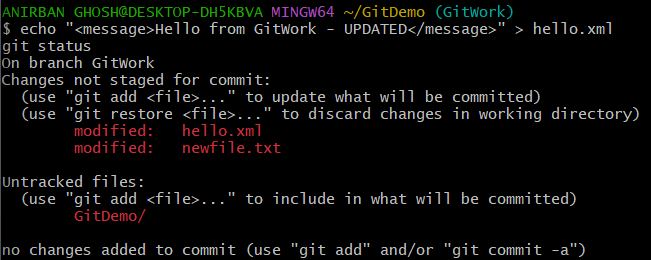 ANIRBAN GHOSH@DESKTOP-DH5KBVA MINGW64 ~/GitDemo (GitWork)
$ echo "<message>Hello from GitWork - UPDATED</message>" > hello.xml
git status
On branch GitWork
Changes not staged for commit:
  (use "git add <file>..." to update what will be committed)
  (use "git restore <file>..." to discard changes in working directory)
        modified:   hello.xml
        modified:   newfile.txt

Untracked files:
  (use "git add <file>..." to include in what will be committed)
        GitDemo/

no changes added to commit (use "git add" and/or "git commit -a")